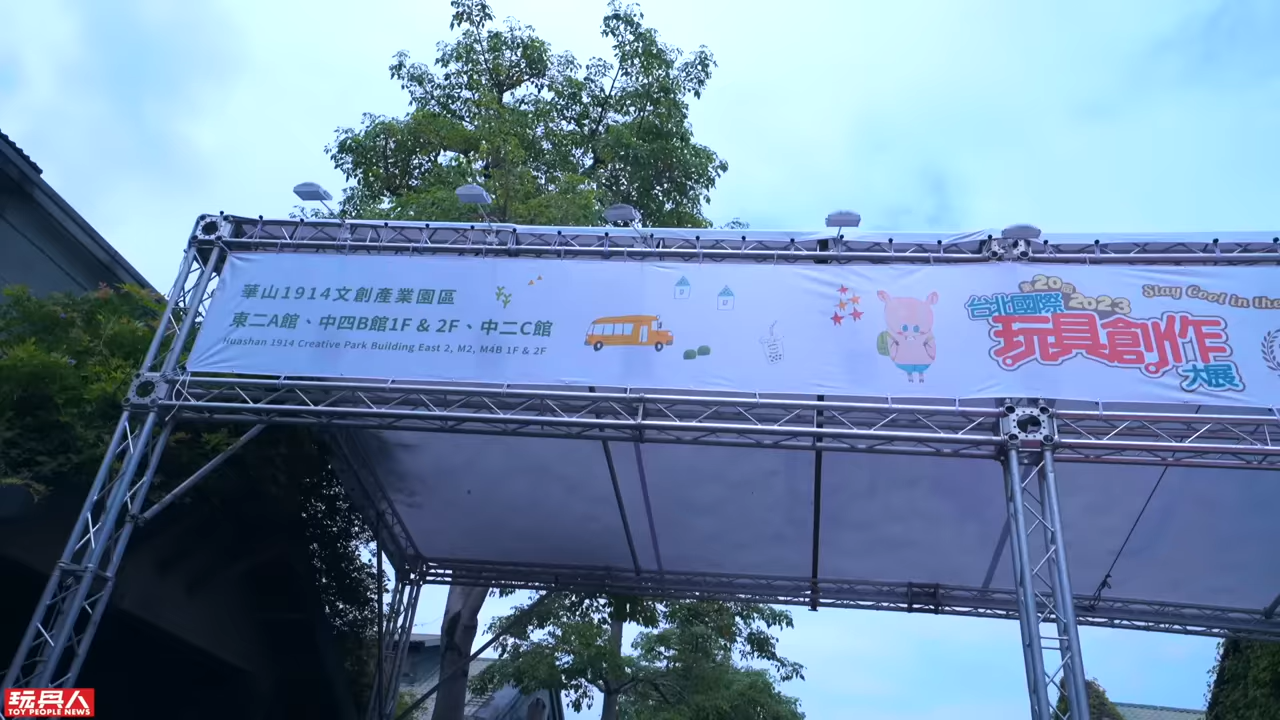 華山1914文創產業園區
東二A館、中四B館1F & 2F、中二C館
Huashan 1914 Creative Park Building East 2, M2, M4B 1F & 2F
第20回
台北國際 2023
玩具創作
大展
Stay Cool in the
玩具人
TOY PEOPLE NEWS